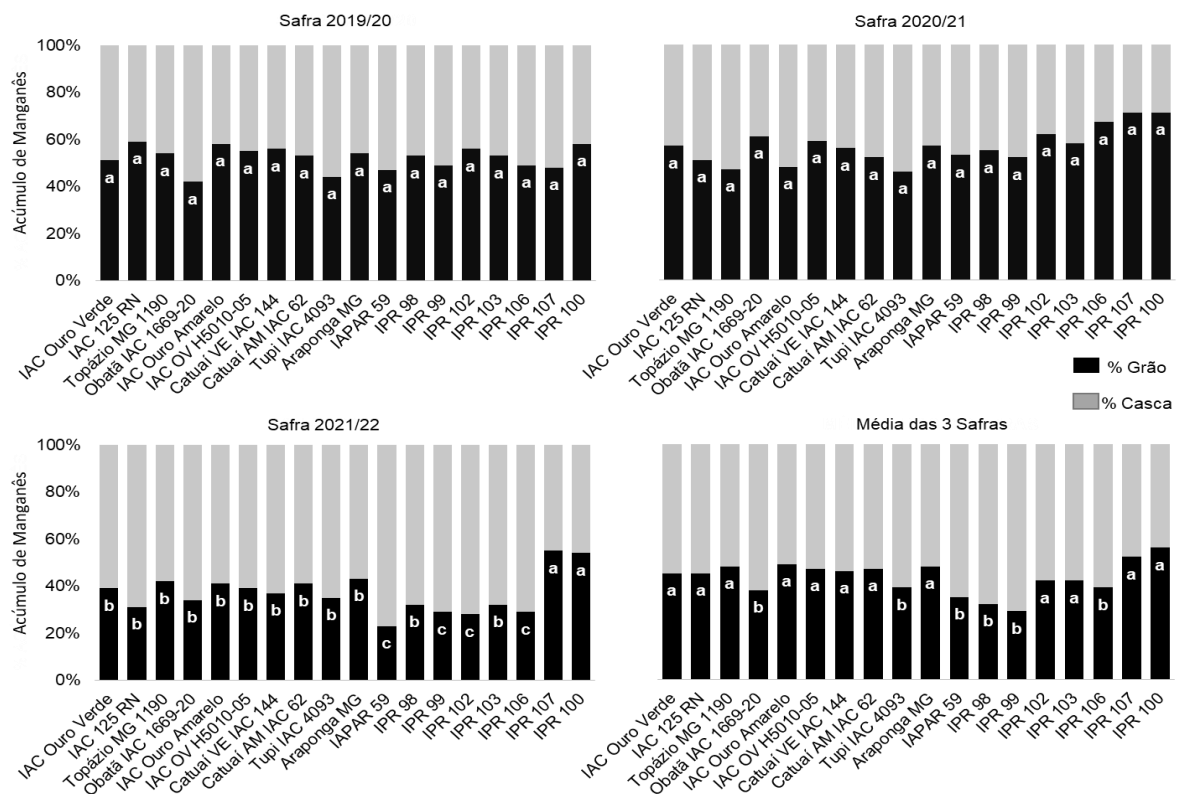 Safra 2019/20
Acúmulo de Manganês
100%
80%
60%
40%
20%
0%
a a a a a a a a a a a a a a a a a a
IAC Ouro Verde
IAC 125 RN
Topázio MG 1190
Obatã IAC 1669-20
IAC Ouro Amarelo
IAC OV H5010-05
Catuaí VE IAC 144
Catuaí AM IAC 62
Tupi IAC 4093
Araponga MG
IAPAR 59
IPR 98
IPR 99
IPR 102
IPR 103
IPR 106
IPR 107
IPR 100
Safra 2020/21
100%
80%
60%
40%
20%
0%
a a a a a a a a a a a a a a a a a a
IAC Ouro Verde
IAC 125 RN
Topázio MG 1190
Obatã IAC 1669-20
IAC Ouro Amarelo
IAC OV H5010-05
Catuaí VE IAC 144
Catuaí AM IAC 62
Tupi IAC 4093
Araponga MG
IAPAR 59
IPR 98
IPR 99
IPR 102
IPR 103
IPR 106
IPR 107
IPR 100
% Grão
% Casca
Safra 2021/22
Acúmulo de Manganês
100%
80%
60%
40%
20%
0%
b b b b b b b b b b c b c c b c a a
IAC Ouro Verde
IAC 125 RN
Topázio MG 1190
Obatã IAC 1669-20
IAC Ouro Amarelo
IAC OV H5010-05
Catuaí VE IAC 144
Catuaí AM IAC 62
Tupi IAC 4093
Araponga MG
IAPAR 59
IPR 98
IPR 99
IPR 102
IPR 103
IPR 106
IPR 107
IPR 100
Média das 3 Safras
100%
80%
60%
40%
20%
0%
a a a b a a a a b a b b b a a b a a
IAC Ouro Verde
IAC 125 RN
Topázio MG 1190
Obatã IAC 1669-20
IAC Ouro Amarelo
IAC OV H5010-05
Catuaí VE IAC 144
Catuaí AM IAC 62
Tupi IAC 4093
Araponga MG
IAPAR 59
IPR 98
IPR 99
IPR 102
IPR 103
IPR 106
IPR 107
IPR 100